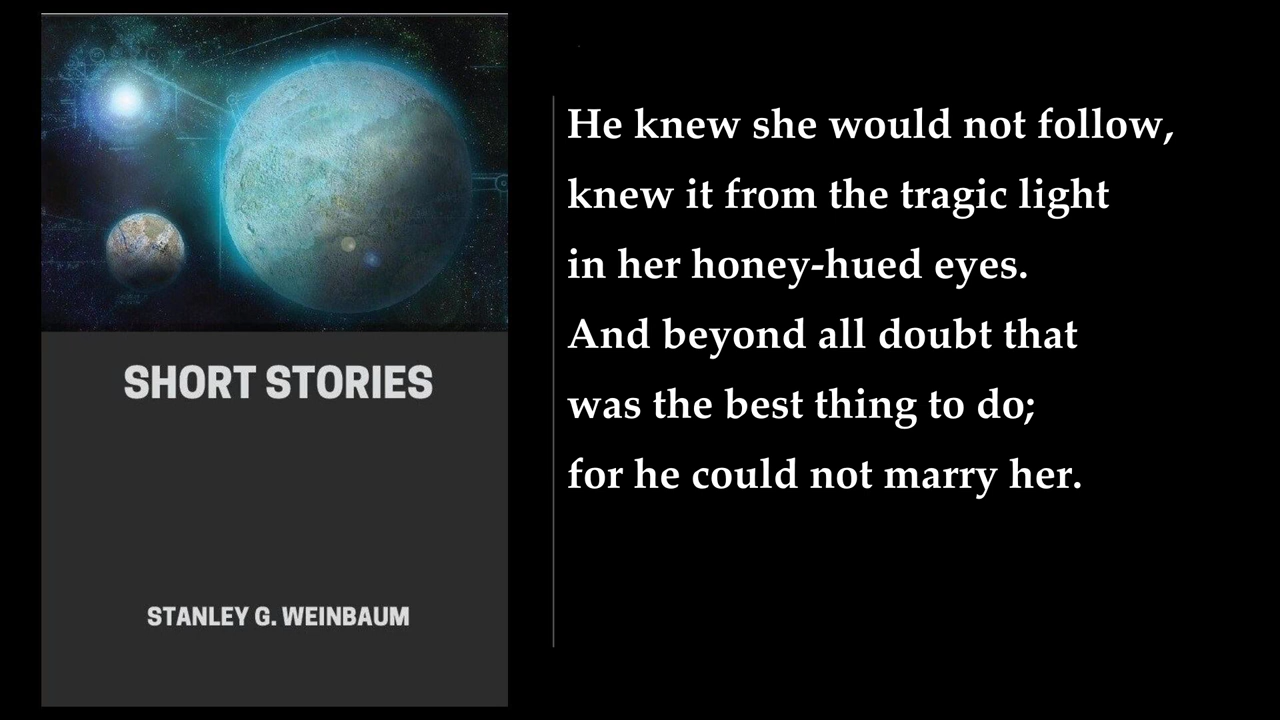 SHORT STORIES
STANLEY G. WEINBAUM
He knew she would not follow,
knew it from the tragic light
in her honey-hued eyes.
And beyond all doubt that
was the best thing to do;
for he could not marry her.